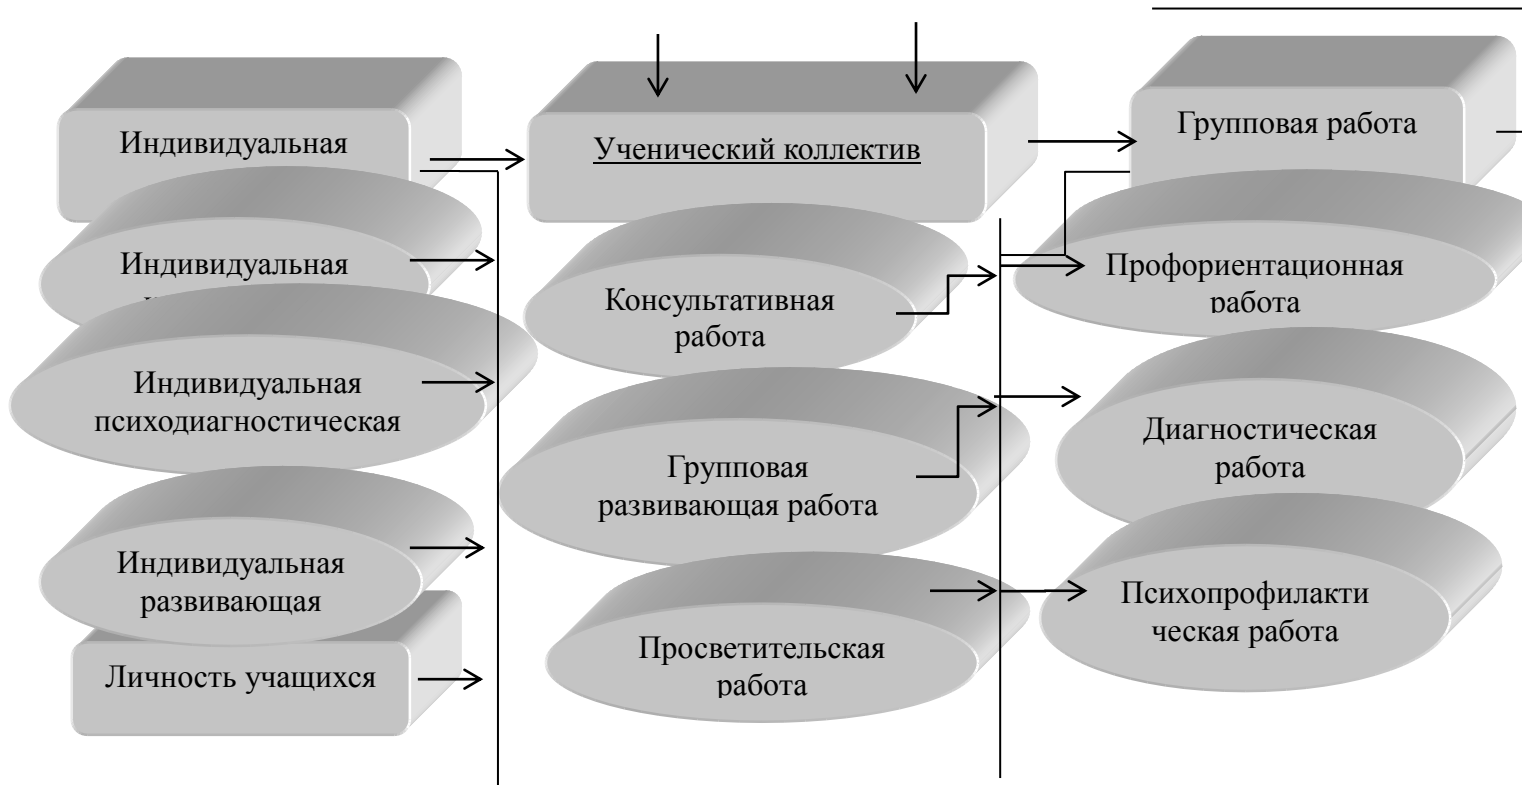 Индивидуальная
Индивидуальная
Индивидуальная
психодиагностическая
Индивидуальная
развивающая
Личность учащихся
Ученический коллектив
Консультативная
работа
Групповая
развивающая работа
Просветительская
работа
Групповая работа
Профориентационная
работа
Диагностическая
работа
Психопрофилакти
ческая работа